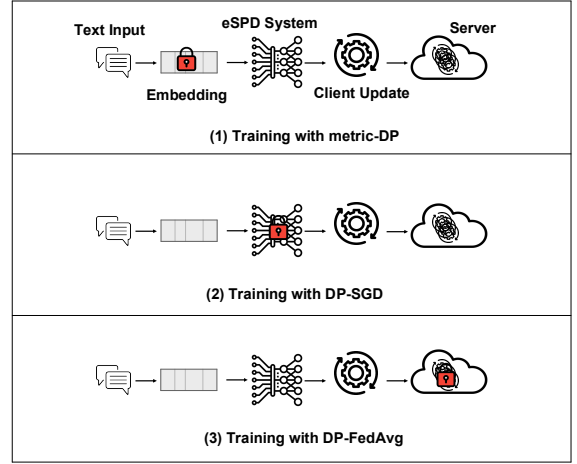 Text Input
eSPD System
Server
Embedding
Client Update
(1) Training with metric-DP
(2) Training with DP-SGD
(3) Training with DP-FedAvg